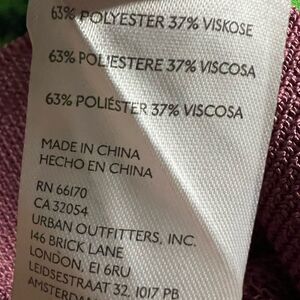 63% POLYESTER 37% VISKOSE
63% POLIESTERE 37% VISCOSA
63% POLIÉSTER 37% VISCOSA
MADE IN CHINA
HECHO EN CHINA
RN 66170
CA 32054
URBAN OUTFITTERS, INC.
146 BRICK LANE
LONDON, E1 6RU
LEIDSESTRAAT 32, 1017 PB
AMSTERDAM